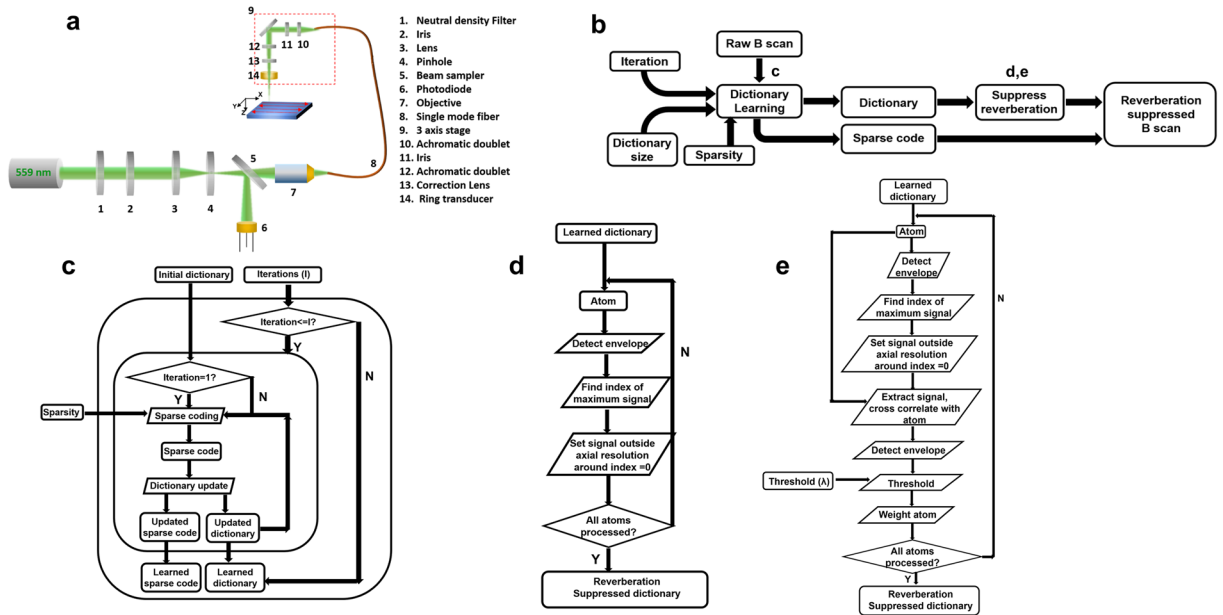 a
9
11 10
12
13
14
X
Y
Z
559 nm
1
2
3
4
5
6
7
8
1. Neutral density Filter
2. Iris
3. Lens
4. Pinhole
5. Beam sampler
6. Photodiode
7. Objective
8. Single mode fiber
9. 3 axis stage
10. Achromatic doublet
11. Iris
12. Achromatic doublet
13. Correction Lens
14. Ring transducer
b
Raw B scan
Iteration
c
Dictionary
Learning
Dictionary
size
Sparsity
Dictionary
Sparse code
d,e
Suppress
reverberation
Reverberation
suppressed
B scan
c
Initial dictionary
Iterations (I)
Iteration<=I?
Y
N
Iteration=1?
Y
N
Sparsity
Sparse coding
Sparse code
Dictionary update
Updated
sparse code
Updated
dictionary
Learned
sparse code
Learned
dictionary
d
Learned dictionary
Atom
Detect envelope
N
Find index of
maximum signal
Set signal outside
axial resolution
around index =0
All atoms
processed?
Y
Reverberation
Suppressed dictionary
e
Learned
dictionary
Atom
Detect
envelope
N
Find index of
maximum signal
Set signal outside
axial resolution
around index =0
Extract signal,
cross correlate with
atom
Detect envelope
Threshold (λ)
Threshold
Weight atom
All atoms
processed?
Y
Reverberation
Suppressed dictionary